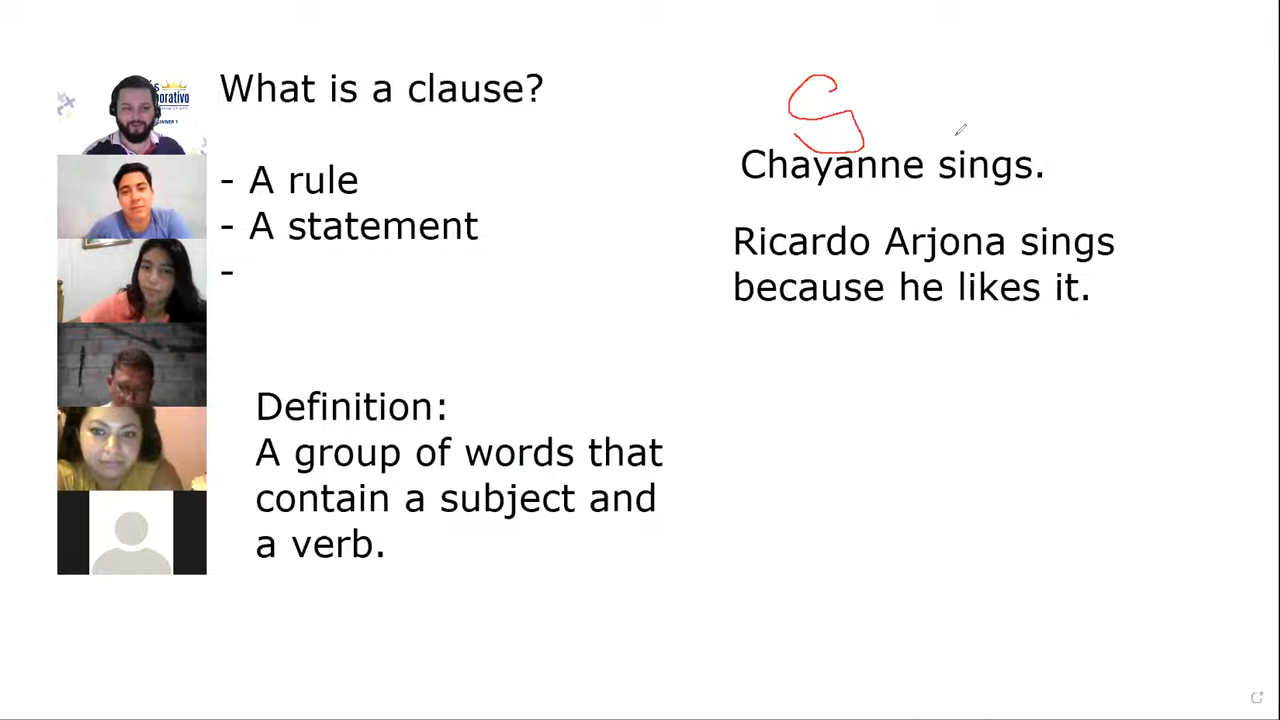 What is a clause?
- A rule
- A statement
-
Definition:
A group of words that
contain a subject and
a verb.
S
Chayanne sings.
Ricardo Arjona sings
because he likes it.